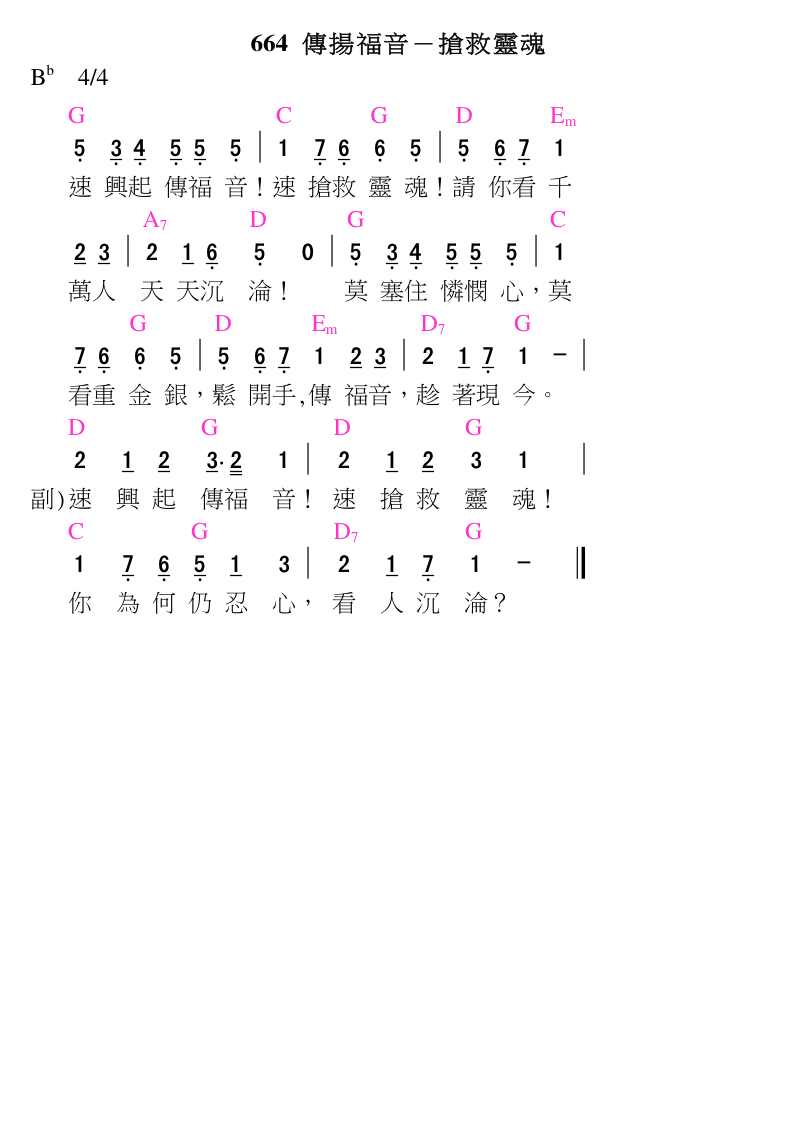 664 傳揚福音－搶救靈魂
B♭ 4/4
G C G D Em
5 3 4 5 5 5 | 1 7 6 6 5 | 5 6 7 1
速 興起 傳福 音！速 搶救 靈 魂！請 你看 千
A7 D G C
2 3 | 2 1 6 5 0 | 5 3 4 5 5 5 | 1
萬人 天 天沉 淪！ 莫 塞住 憐憫 心，莫
G D Em D7 G
7 6 6 5 | 5 6 7 1 2 3 | 2 1 7 1 － |
看重 金 銀，鬆 開手,傳 福音，趁 著現 今。
D G D G
2 1 2 3·2 1 | 2 1 2 3 1 |
副)速 興 起 傳福 音！ 速 搶 救 靈 魂！
C G D7 G
1 7 6 5 1 3 | 2 1 7 1 － ‖
你 為 何 仍 忍 心， 看 人 沉 淪？